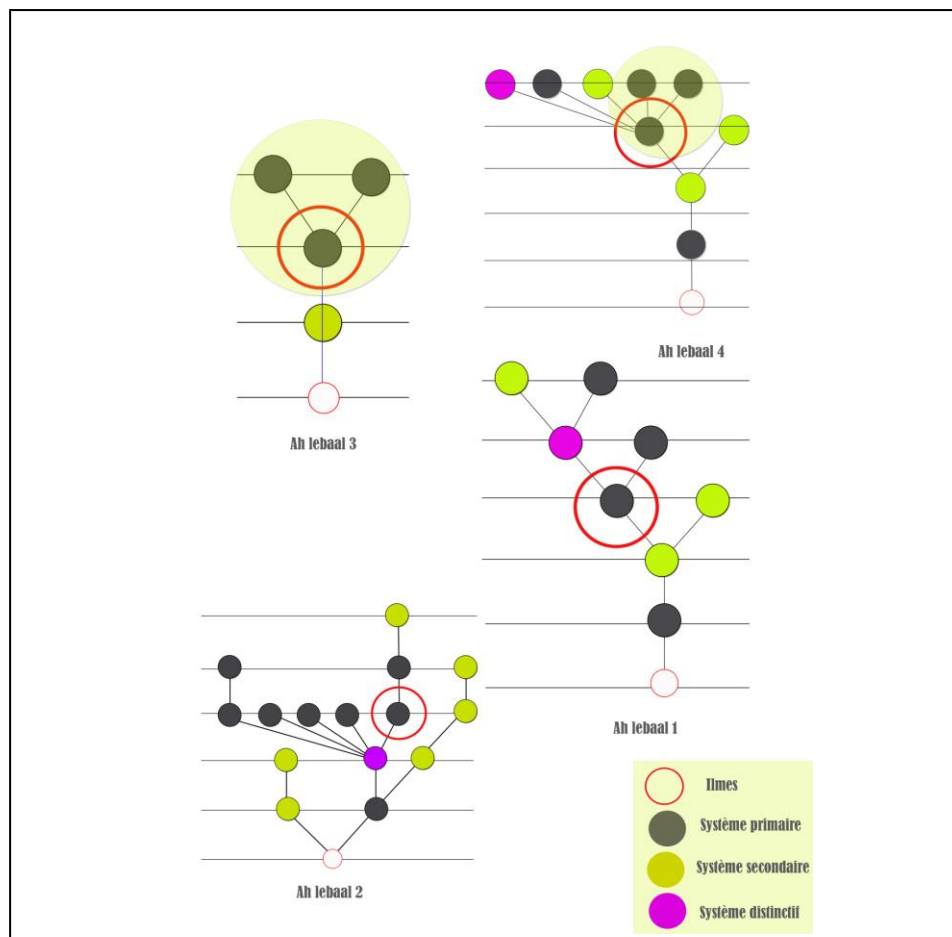 Ah lebaal 4
Ah lebaal 3
Ah lebaal 1
Ah lebaal 2
Ilmes
Système primaire
Système secondaire
Système distinctif